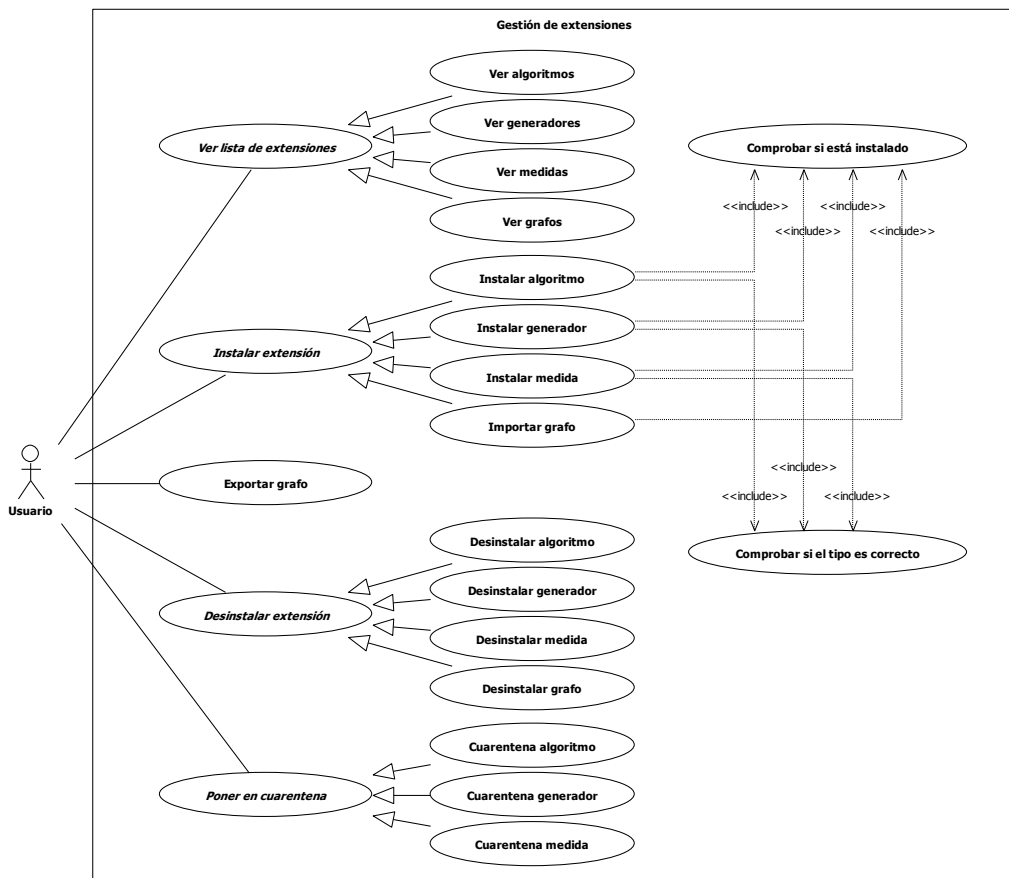 Gestión de extensiones
Ver algoritmos
Ver generadores
Ver lista de extensiones
Comprobar si está instalado
Ver medidas
<<include>>
<<include>>
Ver grafos
<<include>>
<<include>>
Instalar algoritmo
Instalar generador
Instalar extensión
Instalar medida
Importar grafo
Usuario
Exportar grafo
<<include>>
<<include>>
<<include>>
Desinstalar algoritmo
Comprobar si el tipo es correcto
Desinstalar generador
Desinstalar extensión
Desinstalar medida
Desinstalar grafo
Cuarentena algoritmo
Poner en cuarentena
Cuarentena generador
Cuarentena medida